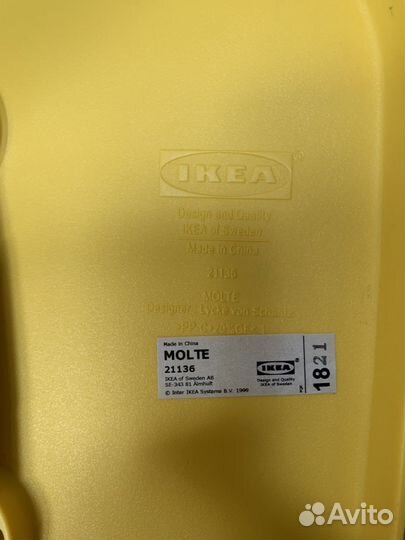 IKEA
®
Design and Quality
IKEA of Sweden
Made in China
21136
MOLTE
Designer : Lycke von Schantz
Made in China
MOLTE
21136
IKEA of Sweden AB
SE-343 81 Älmhult
© Inter IKEA Systems B.V. 1999
IKEA
®
Design and Quality
IKEA of Sweden
1821
Avito